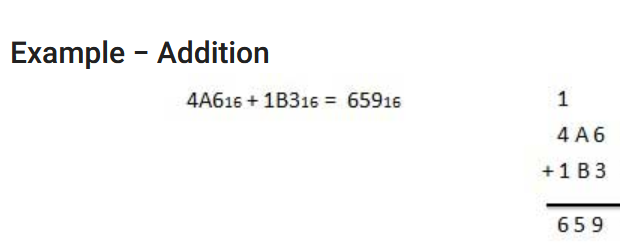 Example – Addition
4A6₁₆ + 1B3₁₆ = 659₁₆
1
4 A 6
+ 1 B 3
6 5 9